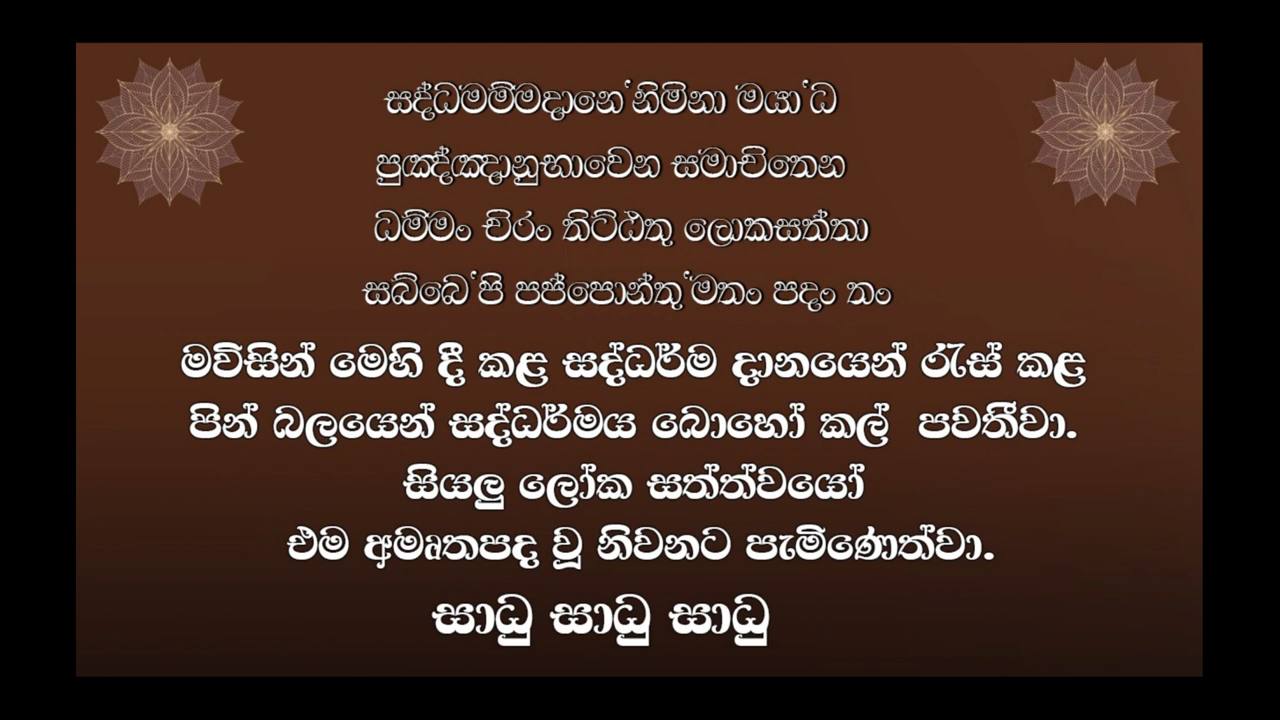 සද්ධමම්මදානෙ'නිමිනා මයා'ධ
පුඤ්ඤානුභාවෙන සමාචිතෙන
ධම්මං චිරං තිට්ඨතු ලොකසත්තා
සබ්බෙ'පි පප්පොන්තු'මතං පදං තං
මවිසින් මෙහි දී කළ සද්ධර්ම දානයෙන් රැස් කළ
පින් බලයෙන් සද්ධර්මය බොහෝ කල් පවතීවා.
සියලු ලෝක සත්ත්වයෝ
එම අමෘතපද වූ නිවනට පැමිණෙත්වා.
සාධු සාධු සාධු